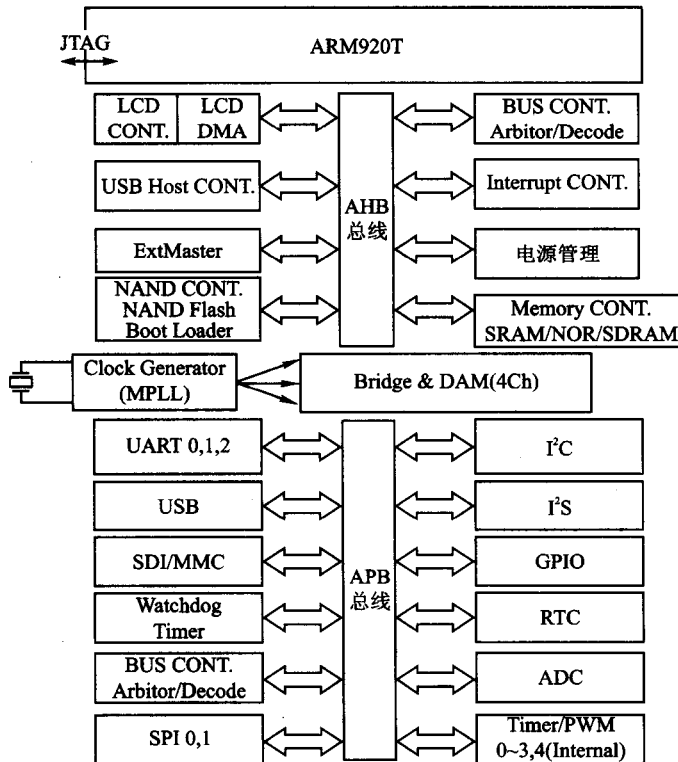 JTAG
ARM920T
LCD
CONT.
LCD
DMA
BUS CONT.
Arbitor/Decode
USB Host CONT.
Interrupt CONT.
AHB
总线
ExtMaster
电源管理
NAND CONT.
NAND Flash
Boot Loader
Memory CONT.
SRAM/NOR/SDRAM
Clock Generator
(MPLL)
Bridge & DAM(4Ch)
UART 0,1,2
I²C
USB
I²S
SDI/MMC
APB
总线
GPIO
Watchdog
Timer
RTC
BUS CONT.
Arbitor/Decode
ADC
SPI 0,1
Timer/PWM
0~3,4(Internal)